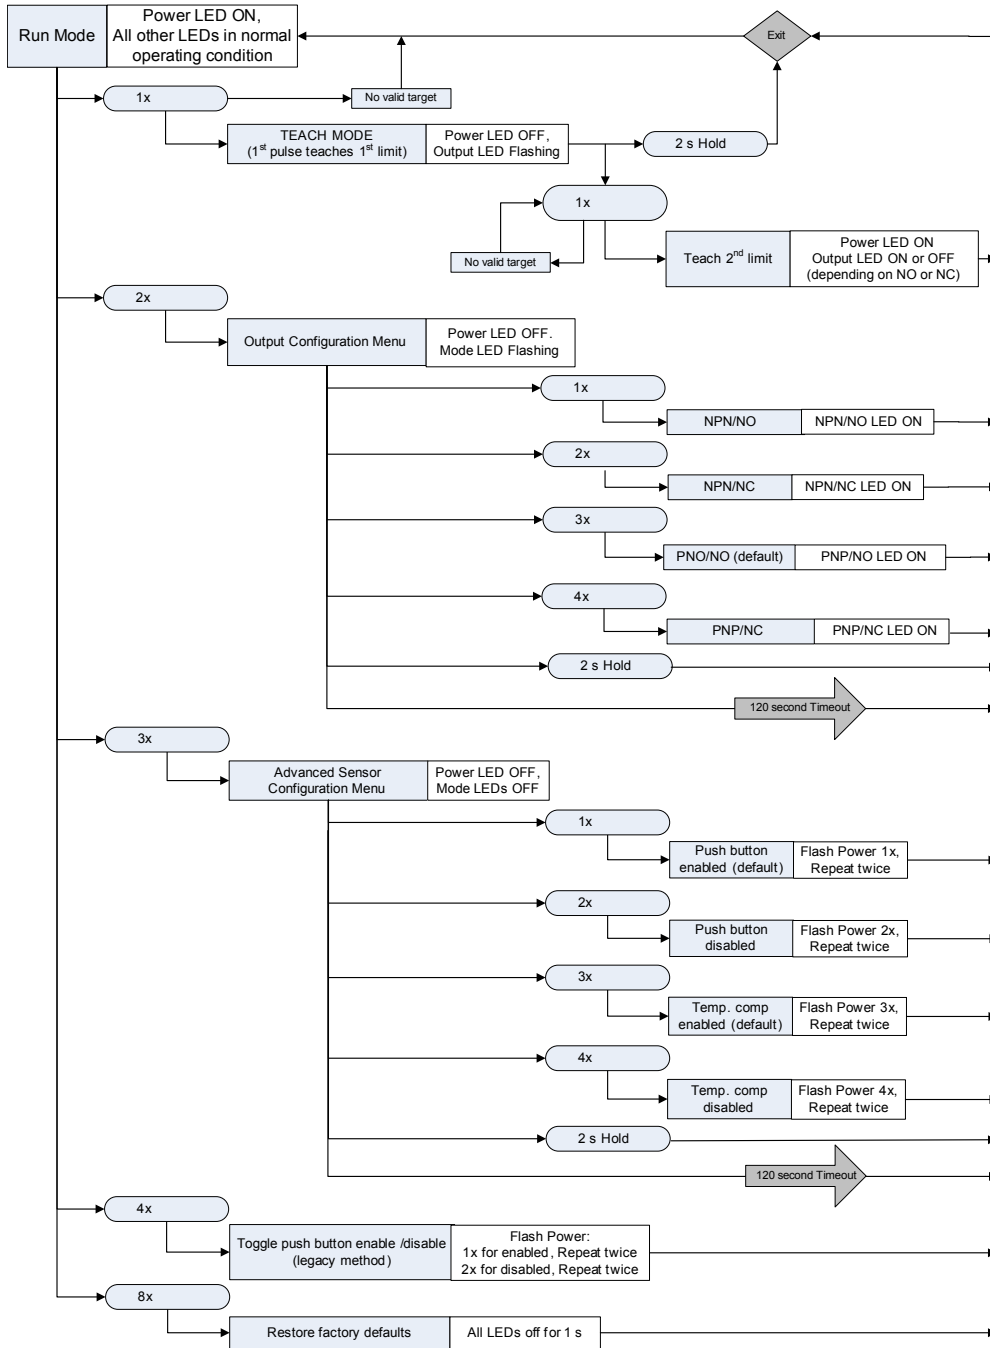 Run Mode
Power LED ON,
All other LEDs in normal
operating condition
Exit
1x
No valid target
TEACH MODE
(1st pulse teaches 1st limit)
Power LED OFF,
Output LED Flashing
2 s Hold
1x
No valid target
Teach 2nd limit
Power LED ON
Output LED ON or OFF
(depending on NO or NC)
2x
Output Configuration Menu
Power LED OFF.
Mode LED Flashing
1x
NPN/NO
NPN/NO LED ON
2x
NPN/NC
NPN/NC LED ON
3x
PNO/NO (default)
PNP/NO LED ON
4x
PNP/NC
PNP/NC LED ON
2 s Hold
120 second Timeout
3x
Advanced Sensor
Configuration Menu
Power LED OFF,
Mode LEDs OFF
1x
Push button
enabled (default)
Flash Power 1x,
Repeat twice
2x
Push button
disabled
Flash Power 2x,
Repeat twice
3x
Temp. comp
enabled (default)
Flash Power 3x,
Repeat twice
4x
Temp. comp
disabled
Flash Power 4x,
Repeat twice
2 s Hold
120 second Timeout
4x
Toggle push button enable /disable
(legacy method)
Flash Power:
1x for enabled, Repeat twice
2x for disabled, Repeat twice
8x
Restore factory defaults
All LEDs off for 1 s